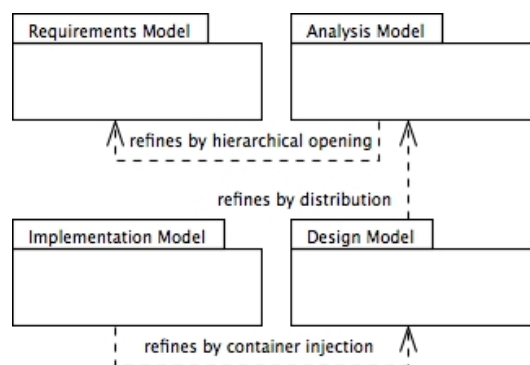 Requirements Model
Analysis Model
refines by hierarchical opening
refines by distribution
Implementation Model
Design Model
refines by container injection